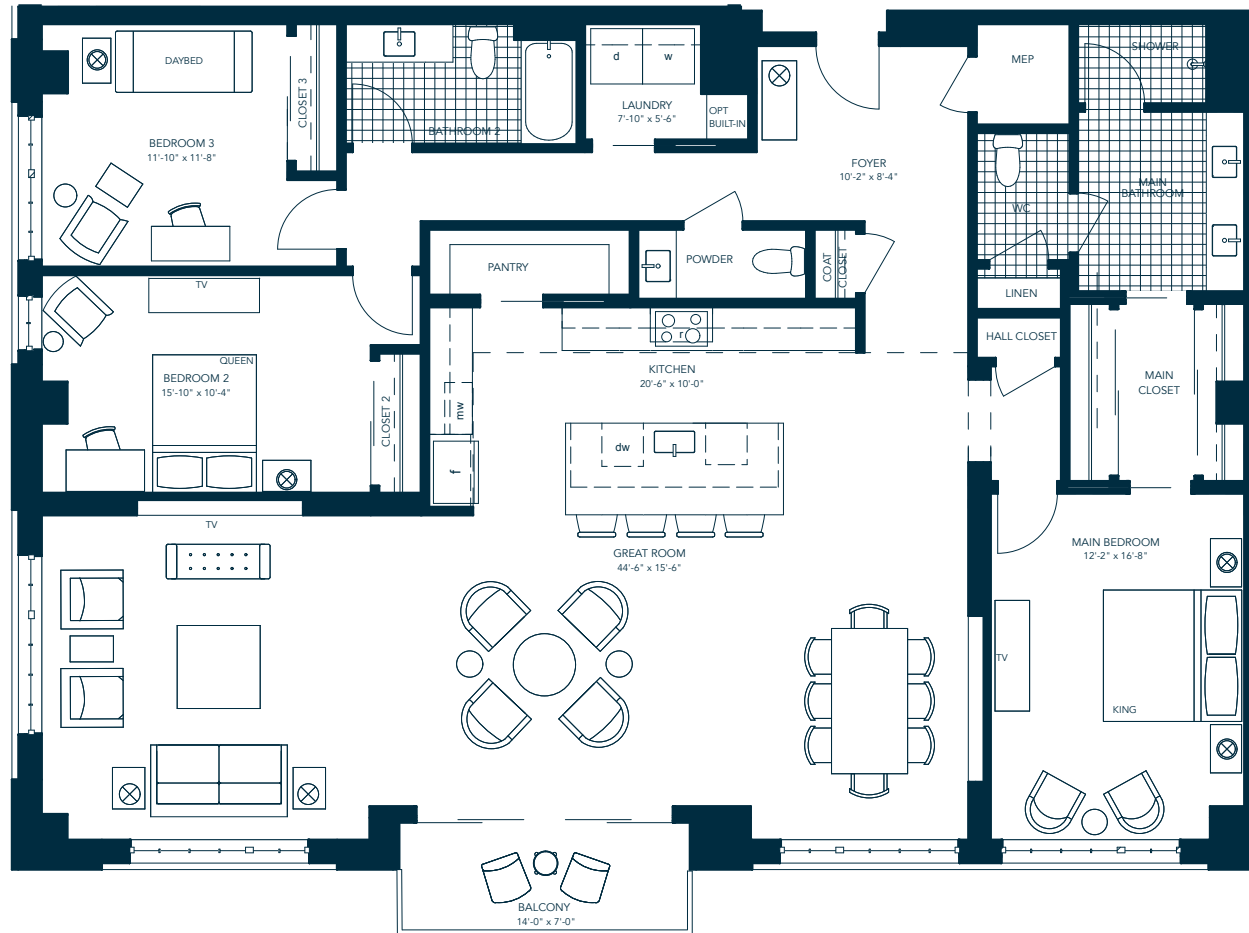 DAYBED
CLOSET 3
BEDROOM 3
11'-10" x 11'-8"
BATHROOM 2
d
w
LAUNDRY
7'-10" x 5'-6"
OPT
BUILT-IN
FOYER
10'-2" x 8'-4"
MEP
SHOWER
MAIN
BATHROOM
WC
LINEN
HALL CLOSET
MAIN
CLOSET
PANTRY
POWDER
COAT
CLOSET
TV
QUEEN
BEDROOM 2
15'-10" x 10'-4"
CLOSET 2
r
KITCHEN
20'-6" x 10'-0"
mw
f
dw
TV
GREAT ROOM
44'-6" x 15'-6"
MAIN BEDROOM
12'-2" x 16'-8"
TV
KING
BALCONY
14'-0" x 7'-0"